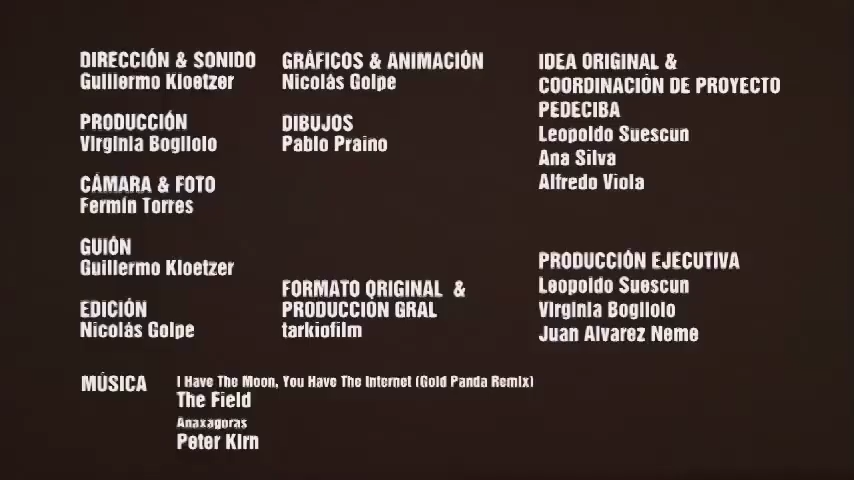 DIRECCIÓN & SONIDO
Guillermo Kloetzer
PRODUCCIÓN
Virginia Bogliolo
CÁMARA & FOTO
Fermín Torres
GUIÓN
Guillermo Kloetzer
EDICIÓN
Nicolás Golpe
GRÁFICOS & ANIMACIÓN
Nicolás Golpe
DIBUJOS
Pablo Praino
FORMATO ORIGINAL &
PRODUCCIÓN GRAL
tarkiofilm
IDEA ORIGINAL &
COORDINACIÓN DE PROYECTO
PEDECIBA
Leopoldo Suescun
Ana Silva
Alfredo Viola
PRODUCCIÓN EJECUTIVA
Leopoldo Suescun
Virginia Bogliolo
Juan Alvarez Neme
MÚSICA
I Have The Moon, You Have The Internet (Gold Panda Remix)
The Field
Anaxagoras
Peter Kirn